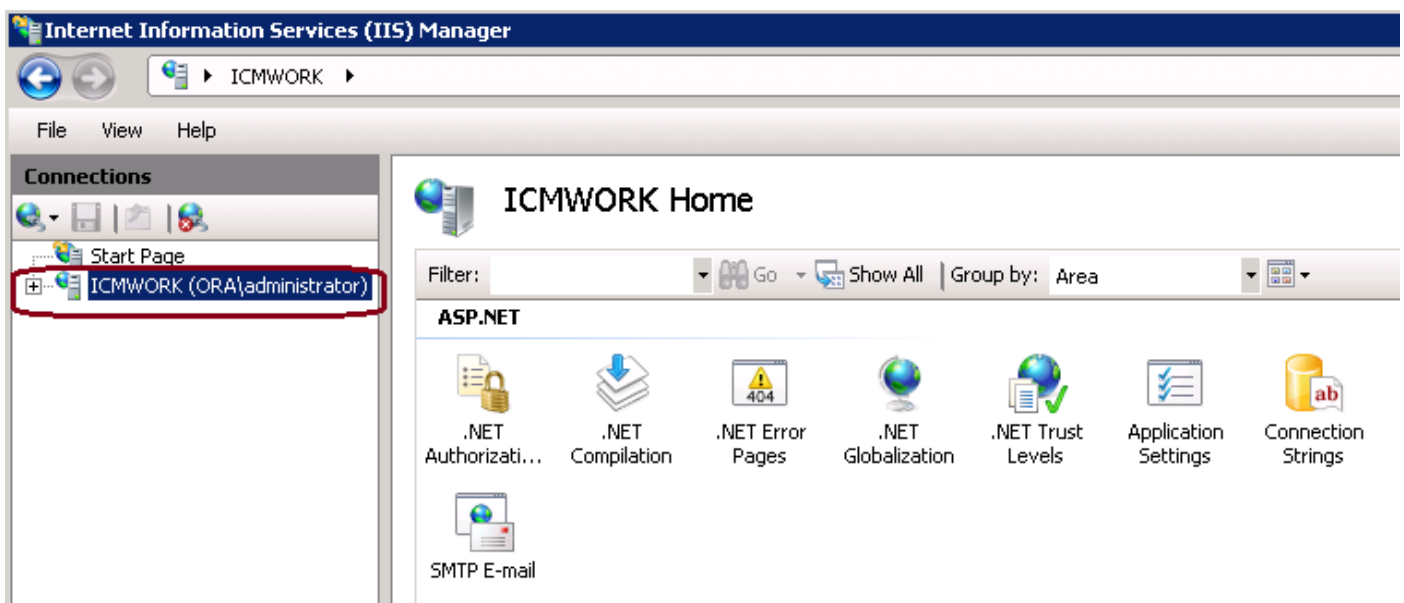 Internet Information Services (IIS) Manager
ICMWORK
File View Help
Connections
Start Page
ICMWORK (ORA\administrator)
ICMWORK Home
Filter: Go Show All Group by: Area
ASP.NET
.NET Authorizati...
.NET Compilation
404
.NET Error Pages
.NET Globalization
.NET Trust Levels
Application Settings
ab
Connection Strings
SMTP E-mail